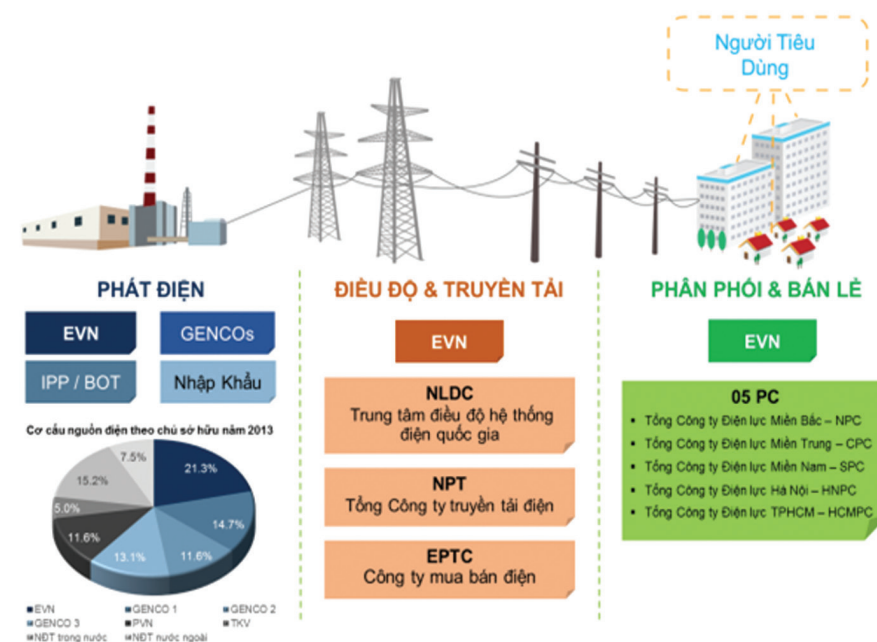 Người Tiêu
Dùng
PHÁT ĐIỆN
EVN
GENCOs
IPP / BOT
Nhập Khẩu
Cơ cấu nguồn điện theo chủ sở hữu năm 2013
7.5%
21.3%
15.2%
14.7%
5.0%
11.6%
13.1%
11.6%
EVN
GENCO 1
GENCO 2
GENCO 3
PVN
TKV
NĐT trong nước
NĐT nước ngoài
ĐIỀU ĐỘ & TRUYỀN TẢI
EVN
NLDC
Trung tâm điều độ hệ thống
điện quốc gia
NPT
Tổng Công ty truyền tải điện
EPTC
Công ty mua bán điện
PHÂN PHỐI & BÁN LẺ
EVN
05 PC
• Tổng Công ty Điện lực Miền Bắc – NPC
• Tổng Công ty Điện lực Miền Trung – CPC
• Tổng Công ty Điện lực Miền Nam – SPC
• Tổng Công ty Điện lực Hà Nội – HNPC
• Tổng Công ty Điện lực TPHCM – HCMPC